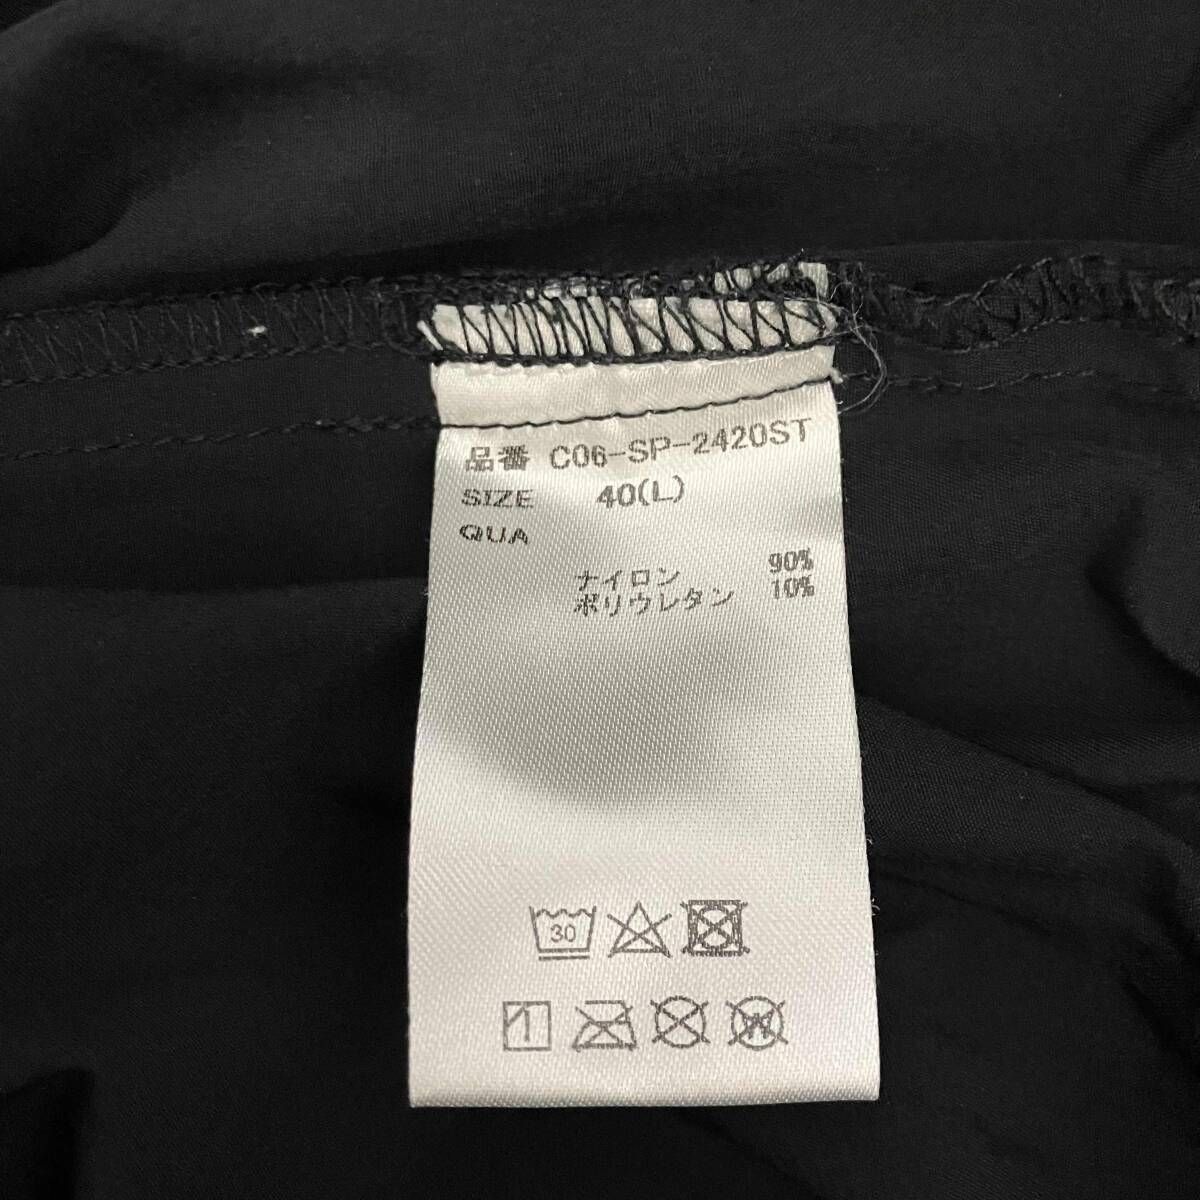 品番 C06-SP-2420ST
SIZE 40(L)
QUA
ナイロン 90%
ポリウレタン 10%
30
W